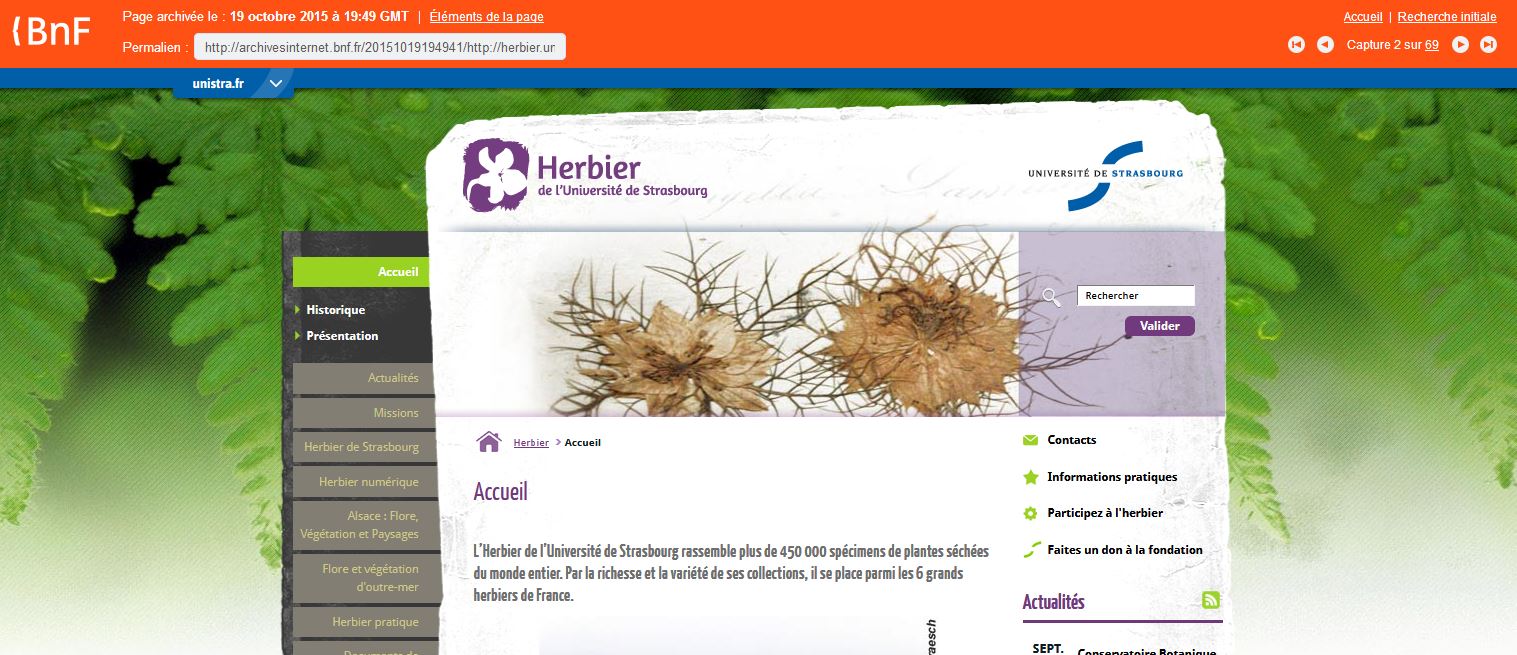 BnF
Page archivée le : 19 octobre 2015 à 19:49 GMT | Éléments de la page
Accueil | Recherche initiale
Permalien : http://archivesinternet.bnf.fr/20151019194941/http://herbier.un
Capture 2 sur 69
unistra.fr
Herbier
de l'Université de Strasbourg
UNIVERSITÉ DE STRASBOURG
Accueil
Historique
Présentation
Actualités
Missions
Herbier de Strasbourg
Herbier numérique
Alsace : Flore,
Végétation et Paysages
Flore et végétation
d'outre-mer
Herbier pratique
Documents de
Rechercher
Valider
Herbier > Accueil
Accueil
L'Herbier de l'Université de Strasbourg rassemble plus de 450 000 spécimens de plantes séchées
du monde entier. Par la richesse et la variété de ses collections, il se place parmi les 6 grands
herbiers de France.
raesch
Contacts
Informations pratiques
Participez à l'herbier
Faites un don à la fondation
Actualités
SEPT.
Conservatoire Botanique